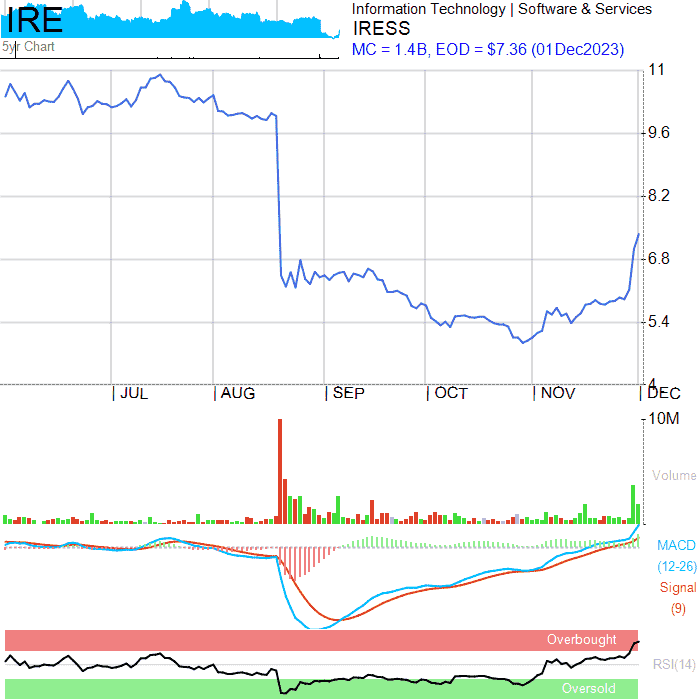 IRE
Information Technology | Software & Services
IRESS
5yr Chart
MC = 1.4B, EOD = $7.36 (01Dec2023)
11
9.6
8.2
6.8
5.4
4
JUL
AUG
SEP
OCT
NOV
DEC
10M
Volume
MACD
(12-26)
Signal
(9)
Overbought
RSI(14)
Oversold